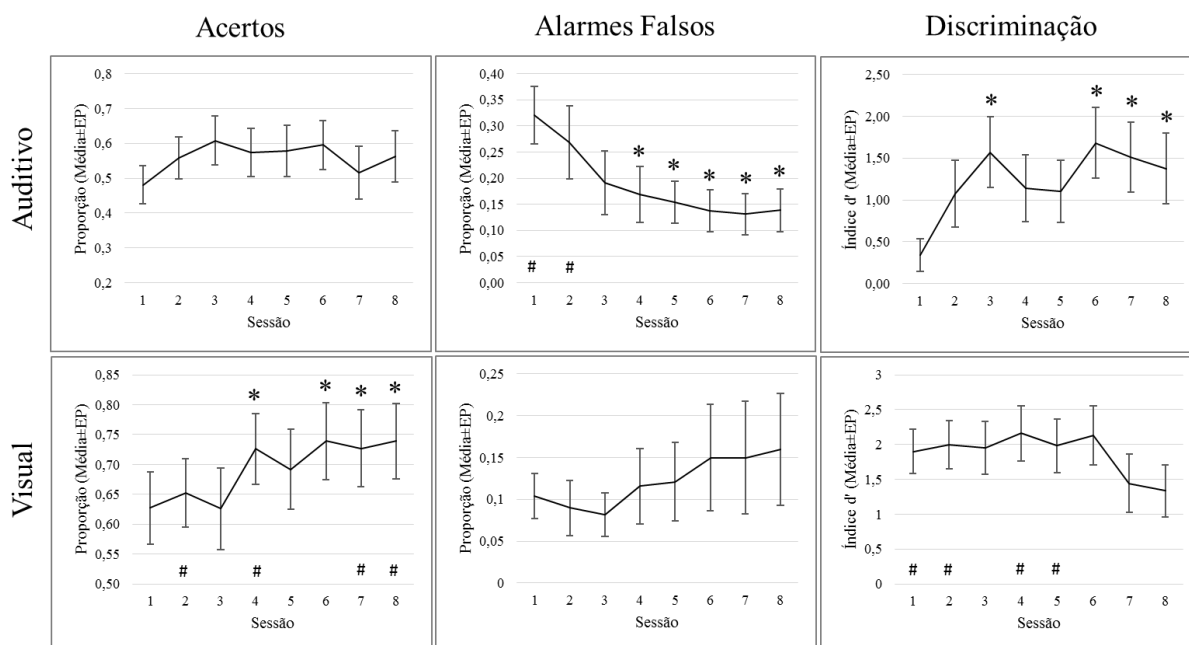 Acertos
Alarmes Falsos
Discriminação
Auditivo
Proporção (Média±EP)
0,8
0,7
0,6
0,5
0,4
0,3
0,2
* 
1 2 3 4 5 6 7 8
Sessão
Proporção (Média±EP)
0,40
0,35
0,30
0,25
0,20
0,15
0,10
0,05
0,00
* * * * *
# #
1 2 3 4 5 6 7 8
Sessão
Índice d' (Média±EP)
2,50
2,00
1,50
1,00
0,50
0,00
* * * *
1 2 3 4 5 6 7 8
Sessão
Visual
Proporção (Média±EP)
0,85
0,80
0,75
0,70
0,65
0,60
0,55
0,50
* * * *
# # # #
1 2 3 4 5 6 7 8
Sessão
Proporção (Média±EP)
0,25
0,2
0,15
0,1
0,05
0
1 2 3 4 5 6 7 8
Sessão
Índice d' (Média±EP)
3
2,5
2
1,5
1
0,5
0
# # # #
1 2 3 4 5 6 7 8
Sessão